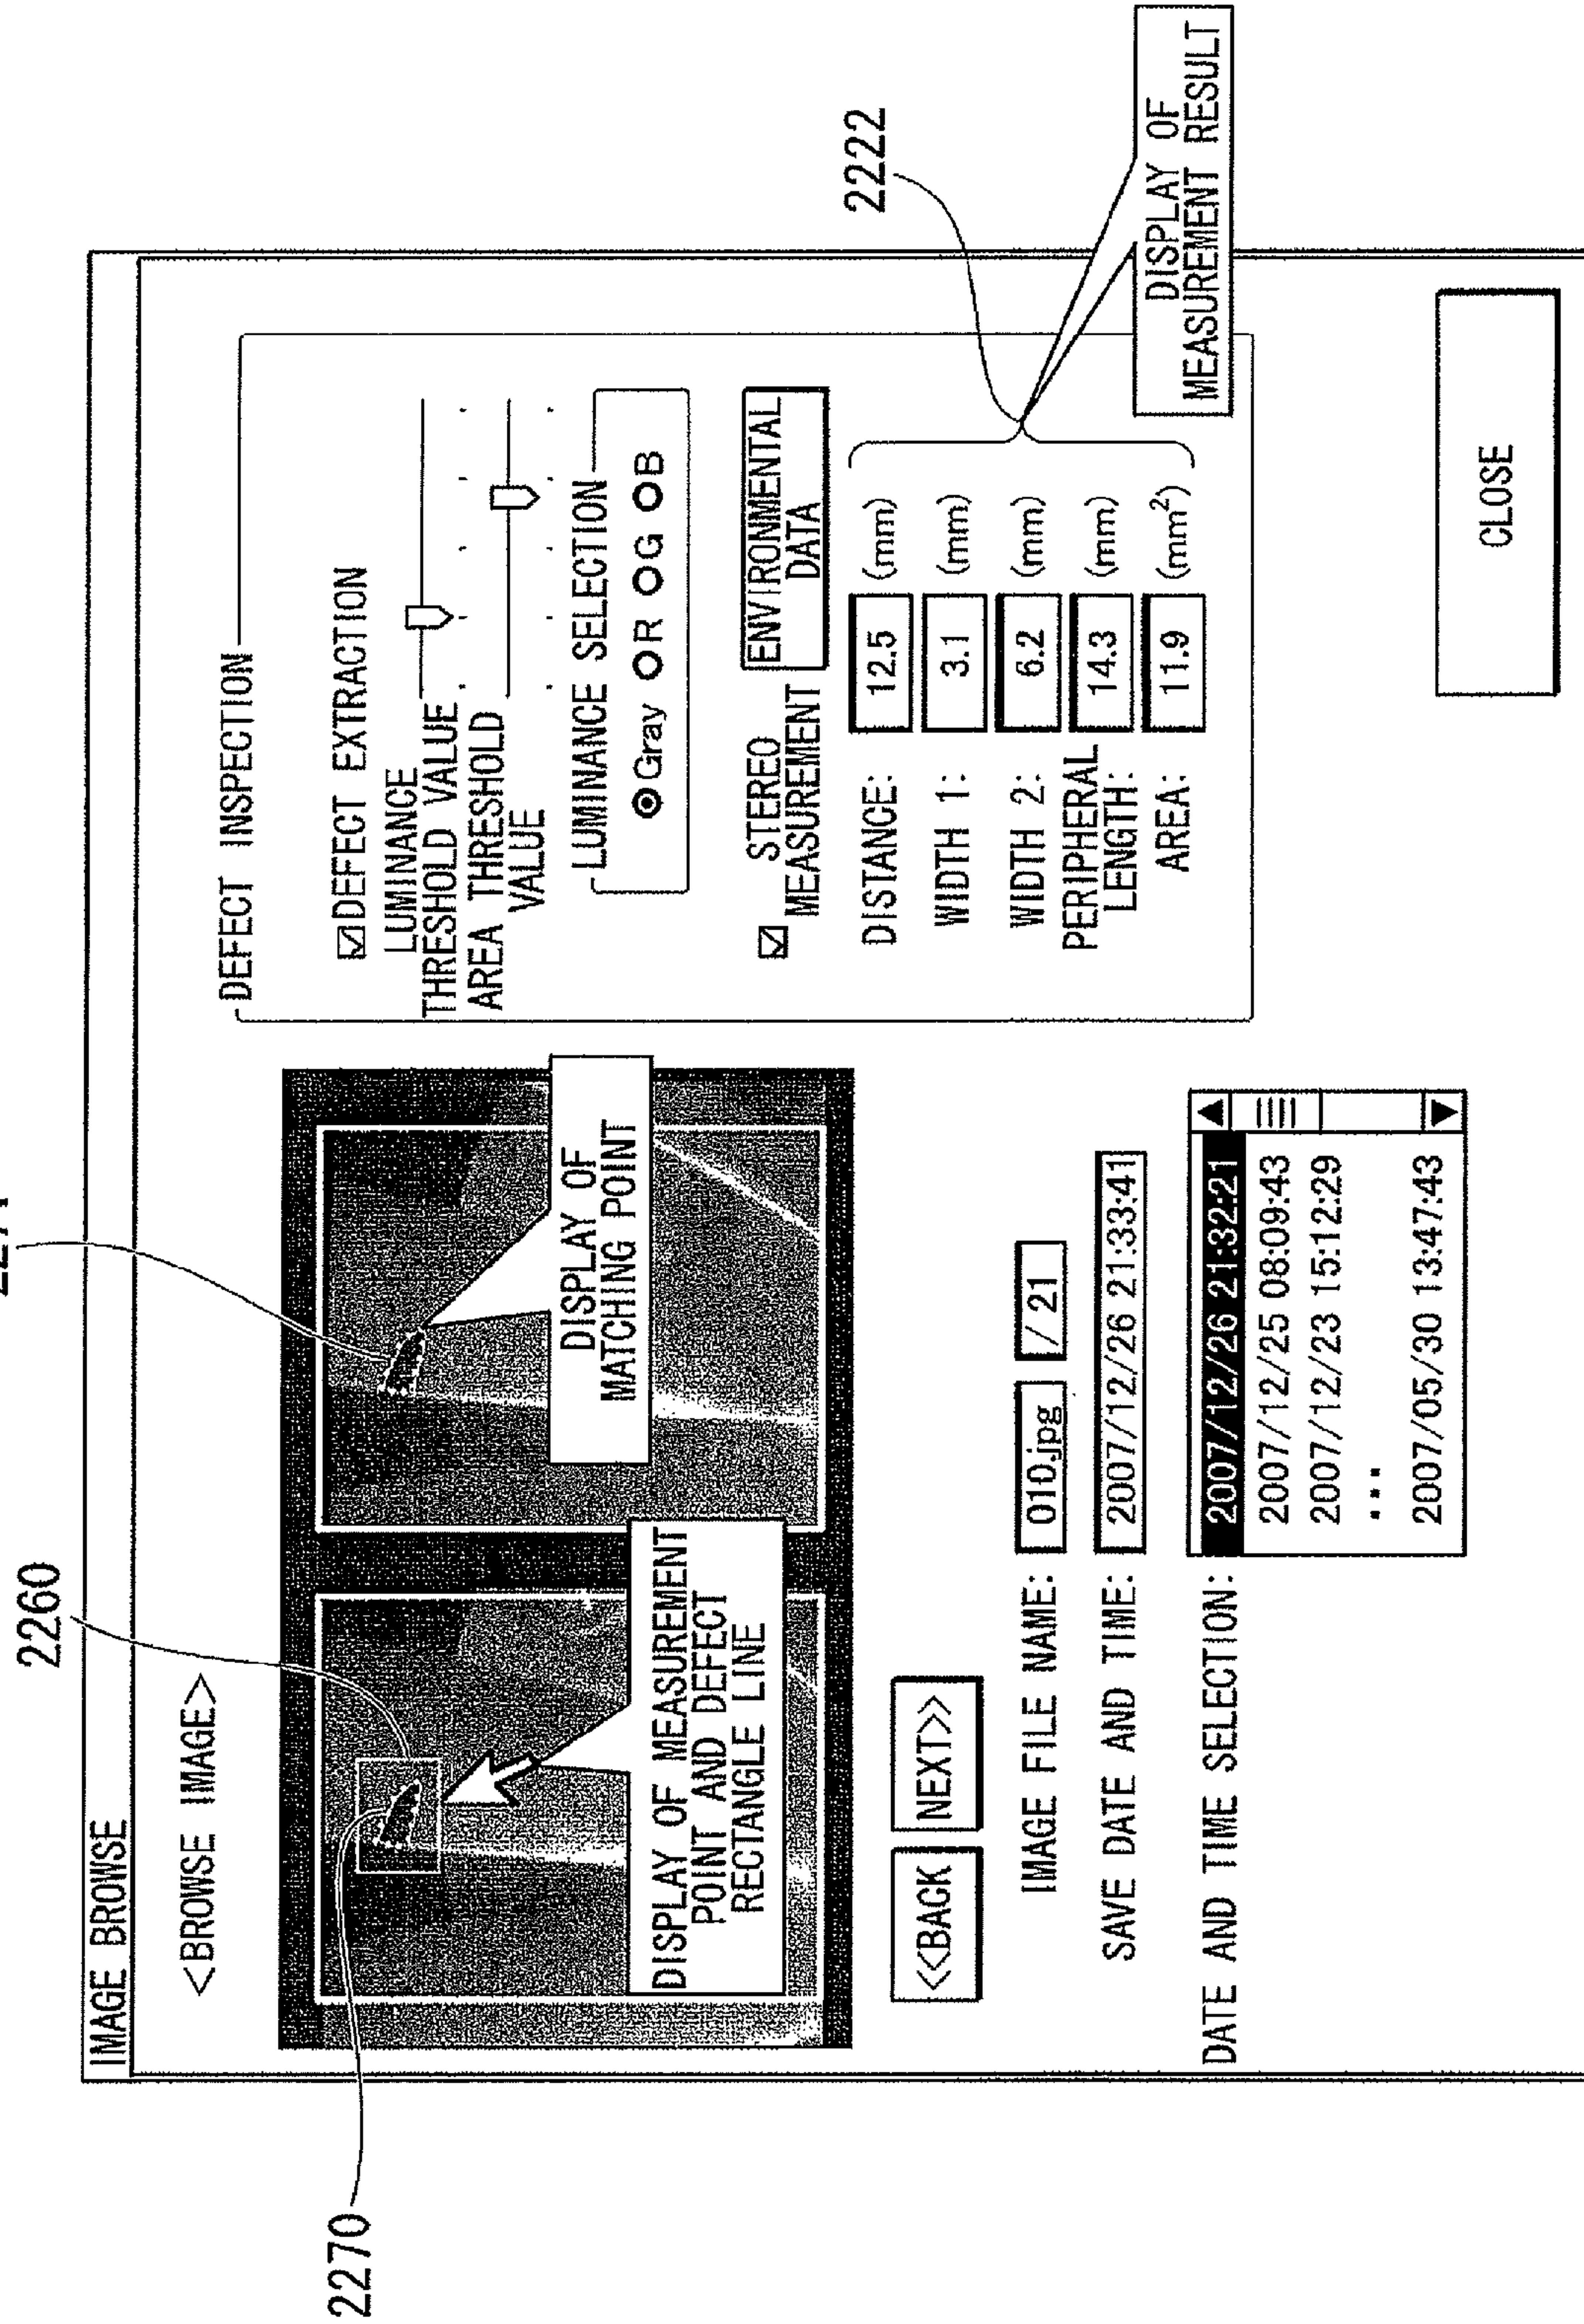 2260
2270
2222
IMAGE BROWSE
<BROWSE IMAGE>
DISPLAY OF MEASUREMENT
POINT AND DEFECT
RECTANGLE LINE
DISPLAY OF
MATCHING POINT
<<BACK
NEXT>>
IMAGE FILE NAME: 010.jpg / 21
SAVE DATE AND TIME: 2007/12/26 21:33:41
DATE AND TIME SELECTION: 2007/12/26 21:32:21
2007/12/25 08:09:43
2007/12/23 15:12:29
...
2007/05/30 13:47:43
DEFECT INSPECTION
DEFECT EXTRACTION
LUMINANCE
THRESHOLD VALUE
AREA THRESHOLD
VALUE
LUMINANCE SELECTION
Gray R G B
STEREO
MEASUREMENT
ENVIRONMENTAL
DATA
DISTANCE: 12.5 (mm)
WIDTH 1: 3.1 (mm)
WIDTH 2: 6.2 (mm)
PERIPHERAL
LENGTH: 14.3 (mm)
AREA: 11.9 (mm²)
DISPLAY OF
MEASUREMENT RESULT
CLOSE